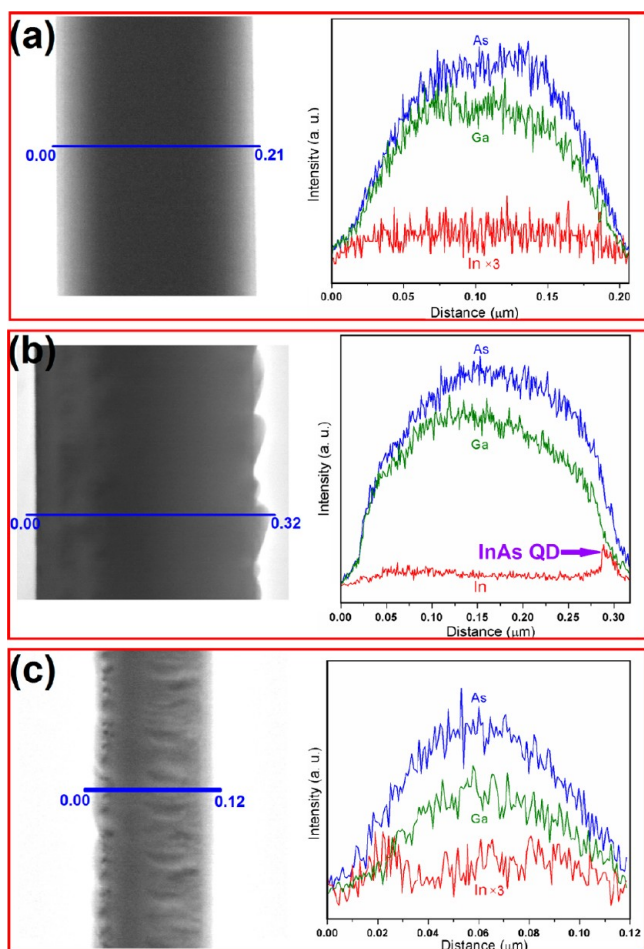 (a)
0.00
0.21
Intensity (a. u.)
As
Ga
In ×3
0.00 0.05 0.10 0.15 0.20
Distance (μm)
(b)
0.00
0.32
Intensity (a. u.)
As
Ga
InAs QD
In
0.00 0.05 0.10 0.15 0.20 0.25 0.30
Distance (μm)
(c)
0.00
0.12
Intensity (a. u.)
As
Ga
In ×3
0.00 0.02 0.04 0.06 0.08 0.10 0.12
Distance (μm)